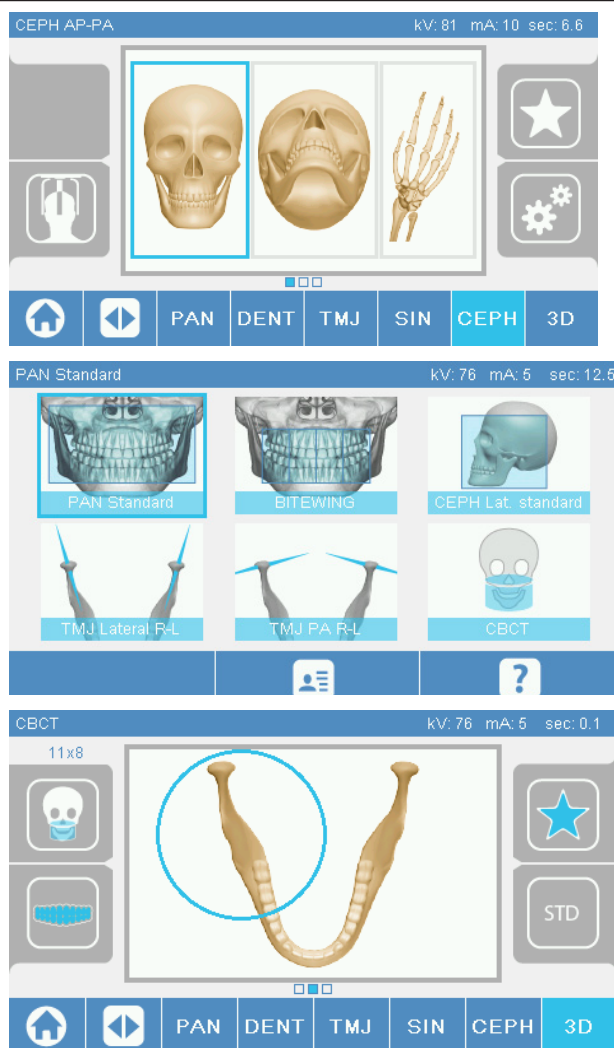 CEPH AP-PA kV: 81 mA: 10 sec: 6.6
PAN DENT TMJ SIN CEPH 3D
PAN Standard kV: 76 mA: 5 sec: 12.5
PAN Standard BITEWING CEPH Lat. standard
TMJ Lateral R-L TMJ PA R-L CBCT
?
CBCT kV: 76 mA: 5 sec: 0.1
11x8
STD
PAN DENT TMJ SIN CEPH 3D